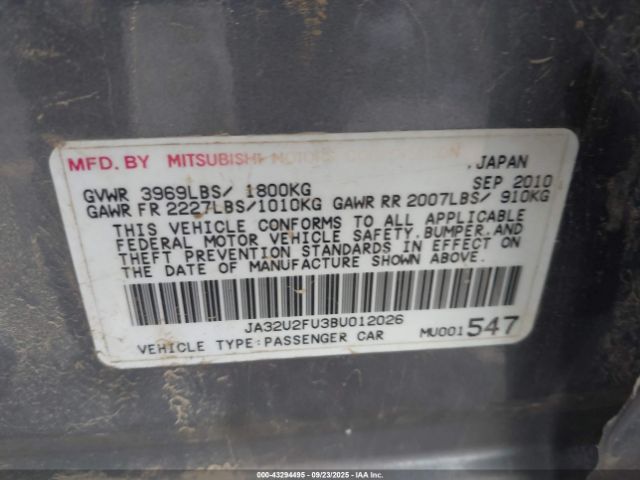 MFD. BY MITSUBISHI MOTORS CORPORATION , JAPAN
GVWR 3969LBS/ 1800KG SEP 2010
GAWR FR 2227LBS/1010KG GAWR RR 2007LBS/ 910KG
THIS VEHICLE CONFORMS TO ALL APPLICABLE
FEDERAL MOTOR VEHICLE SAFETY,BUMPER,AND
THEFT PREVENTION STANDARDS IN EFFECT ON
THE DATE OF MANUFACTURE SHOWN ABOVE.
JA32U2FU3BU012026
VEHICLE TYPE:PASSENGER CAR MU001547
© 000-43294495 - 09/23/2025 - IAA Inc.